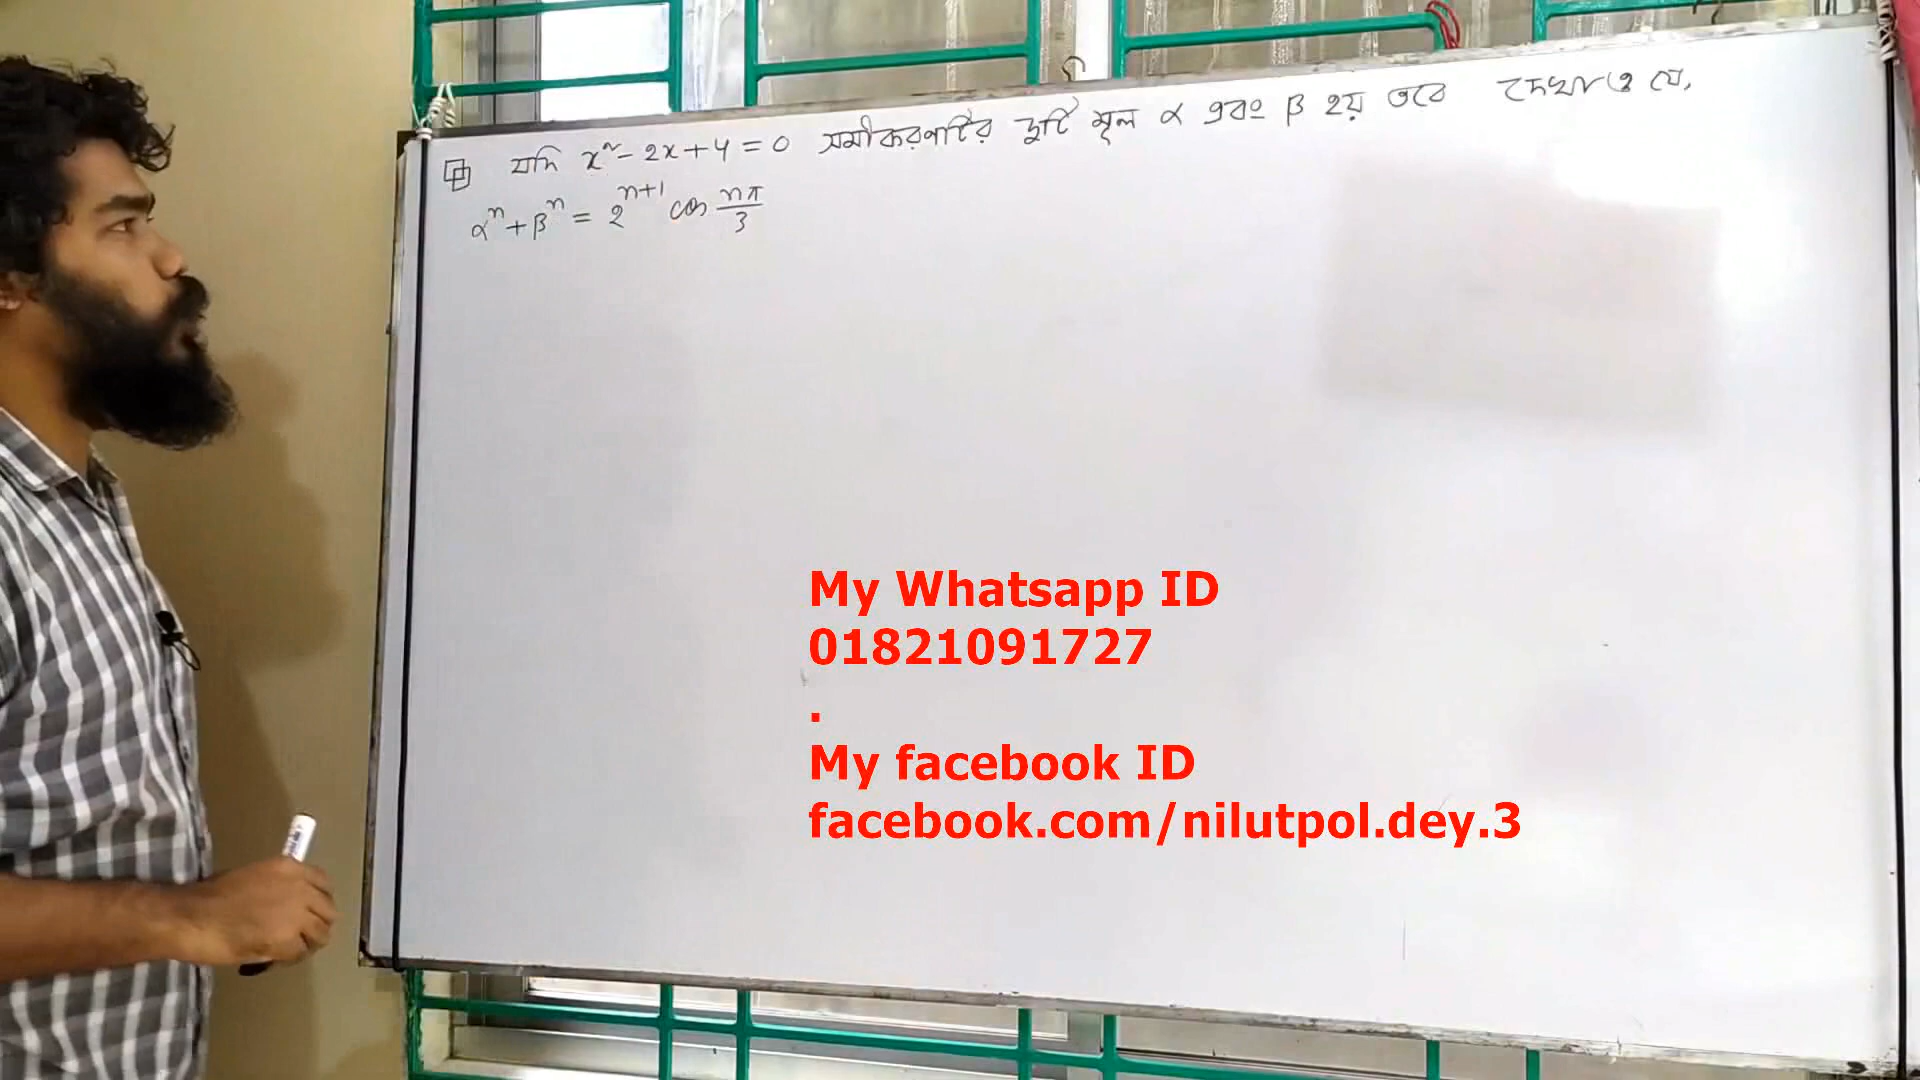 যদি x² - 2x + 4 = 0 সমীকরণটির দুটি মূল α এবং β হয় তবে দেখাও যে,
αⁿ + βⁿ = 2ⁿ⁺¹ cos nπ/3
My Whatsapp ID
01821091727
.
My facebook ID
facebook.com/nilutpol.dey.3